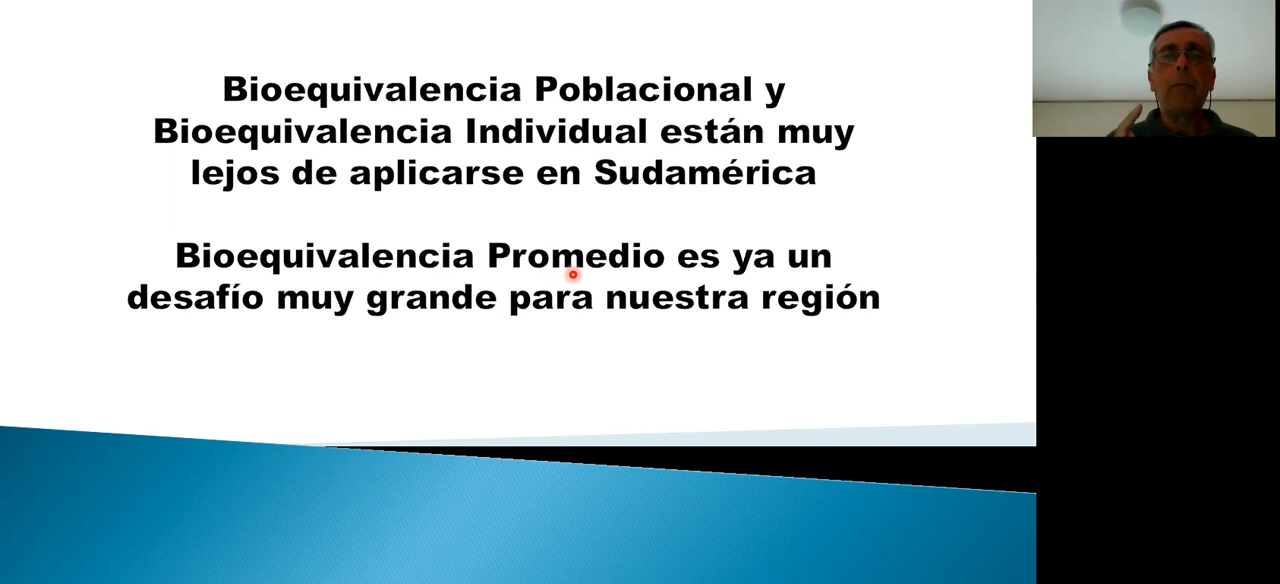 Bioequivalencia Poblacional y
Bioequivalencia Individual están muy
lejos de aplicarse en Sudamérica
Bioequivalencia Promedio es ya un
desafío muy grande para nuestra región